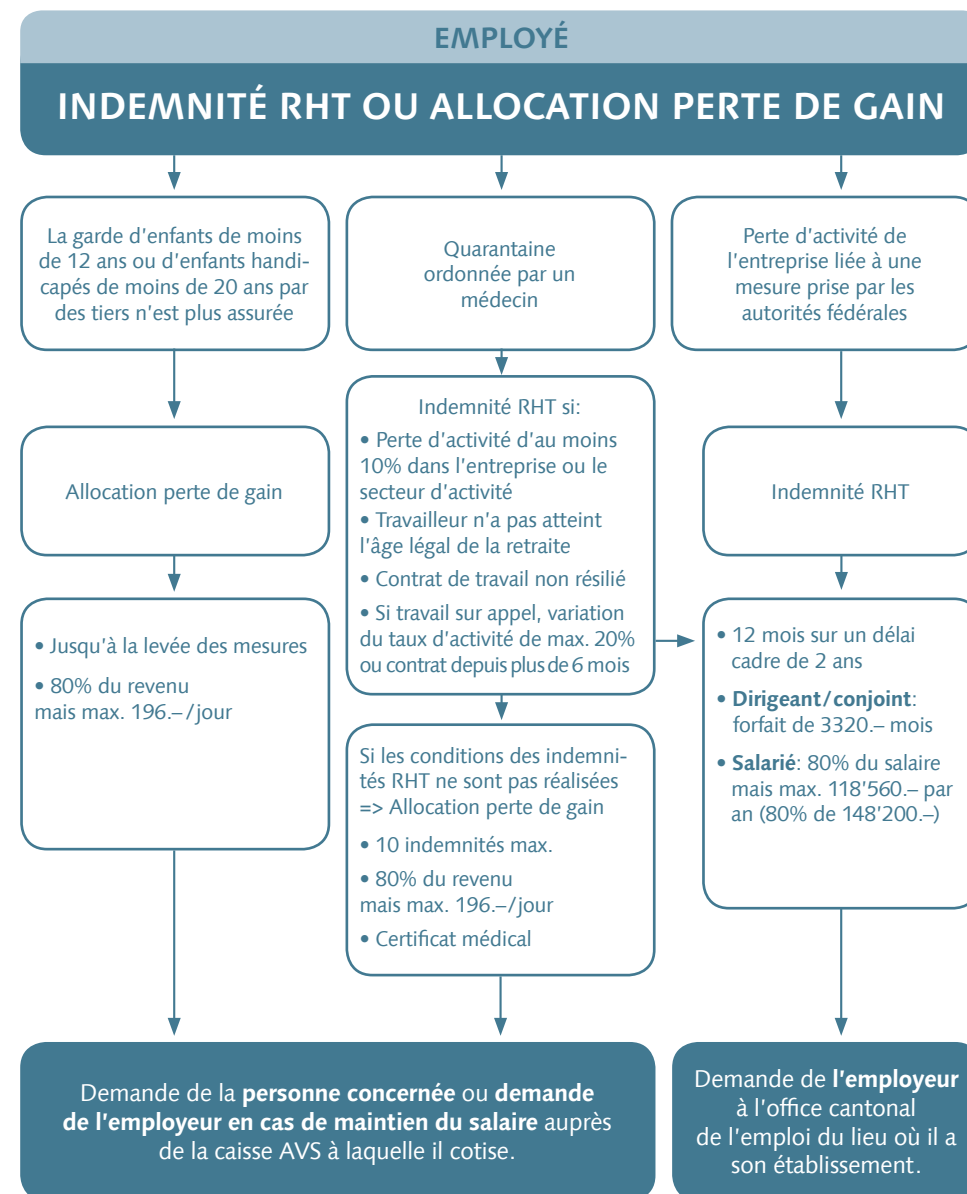 EMPLOYÉ
INDEMNITÉ RHT OU ALLOCATION PERTE DE GAIN
La garde d'enfants de moins
de 12 ans ou d'enfants handi-
capés de moins de 20 ans par
des tiers n'est plus assurée
Allocation perte de gain
• Jusqu'à la levée des mesures
• 80% du revenu
mais max. 196.–/jour
Quarantaine
ordonnée par un
médecin
Indemnité RHT si:
• Perte d'activité d'au moins
10% dans l'entreprise ou le
secteur d'activité
• Travailleur n'a pas atteint
l'âge légal de la retraite
• Contrat de travail non résilié
• Si travail sur appel, variation
du taux d'activité de max. 20%
ou contrat depuis plus de 6 mois
Si les conditions des indemni-
tés RHT ne sont pas réalisées
=> Allocation perte de gain
• 10 indemnités max.
• 80% du revenu
mais max. 196.–/jour
• Certificat médical
Perte d'activité de
l'entreprise liée à une
mesure prise par les
autorités fédérales
Indemnité RHT
• 12 mois sur un délai
cadre de 2 ans
• Dirigeant/conjoint:
forfait de 3320.– mois
• Salarié: 80% du salaire
mais max. 118'560.– par
an (80% de 148'200.–)
Demande de la personne concernée ou demande
de l'employeur en cas de maintien du salaire auprès
de la caisse AVS à laquelle il cotise.
Demande de l'employeur
à l'office cantonal
de l'emploi du lieu où il a
son établissement.